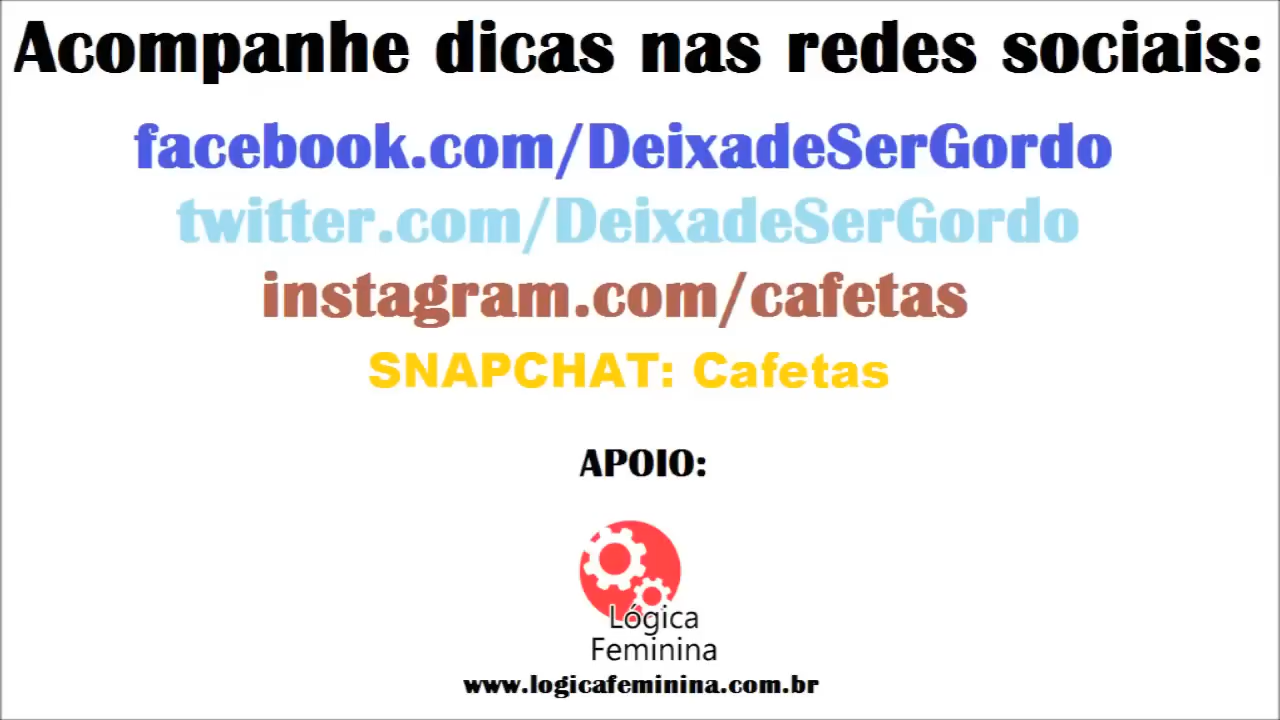 Acompanhe dicas nas redes sociais:
facebook.com/DeixadeSerGordo
twitter.com/DeixadeSerGordo
instagram.com/cafetas
SNAPCHAT: Cafetas
APOIO:
Lógica
Feminina
www.logicafeminina.com.br